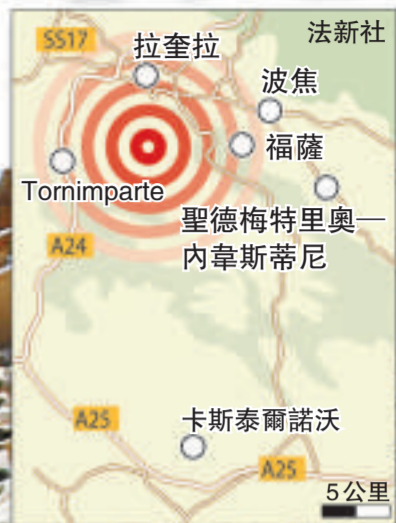 法新社
SS17
拉奎拉
波焦
福薩
Tornimparte
聖德梅特里奧—
內韋斯蒂尼
A24
A25
卡斯泰爾諾沃
A25
5公里